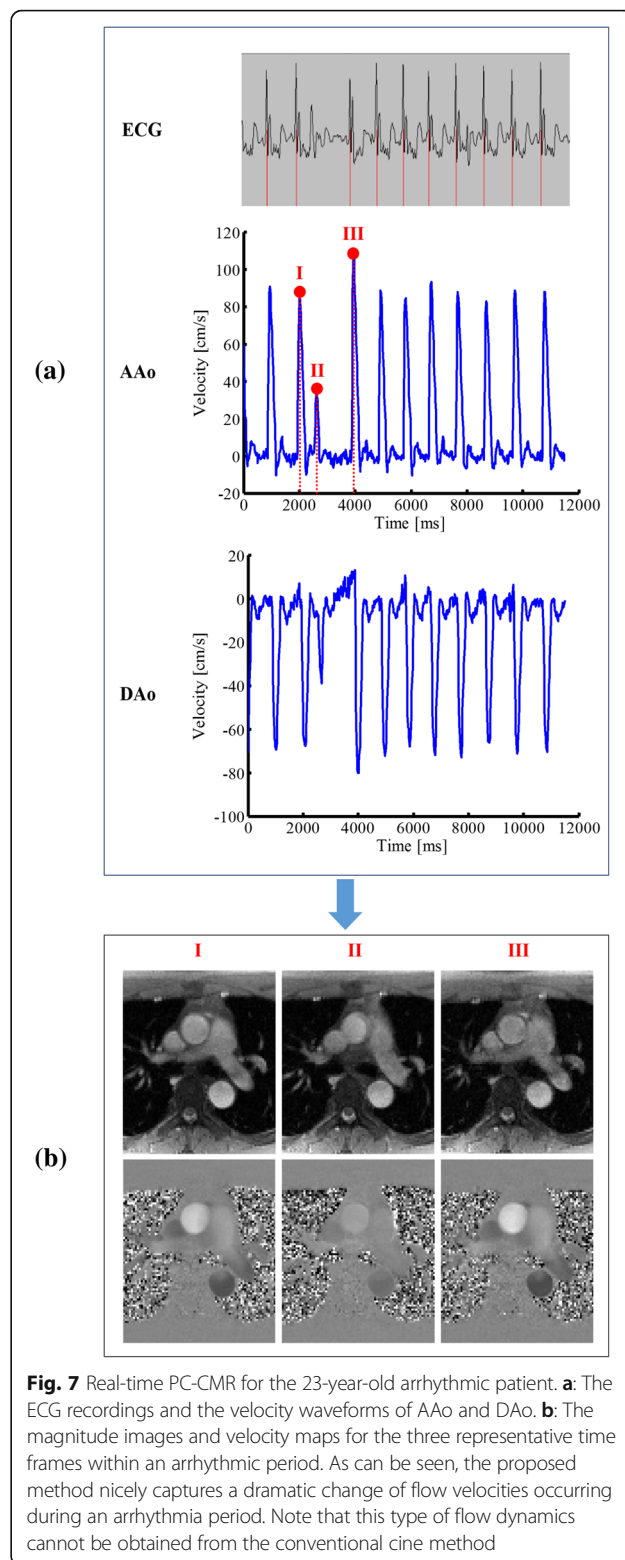 ECG
(a)
AAo
Velocity [cm/s]
120
100
80
60
40
20
0
-20
I
II
III
0 2000 4000 6000 8000 10000 12000
Time [ms]
DAo
Velocity [cm/s]
20
0
-20
-40
-60
-80
-100
0 2000 4000 6000 8000 10000 12000
Time [ms]
I II III
(b)
Fig. 7 Real-time PC-CMR for the 23-year-old arrhythmic patient. a: The
ECG recordings and the velocity waveforms of AAo and DAo. b: The
magnitude images and velocity maps for the three representative time
frames within an arrhythmic period. As can be seen, the proposed
method nicely captures a dramatic change of flow velocities occurring
during an arrhythmia period. Note that this type of flow dynamics
cannot be obtained from the conventional cine method